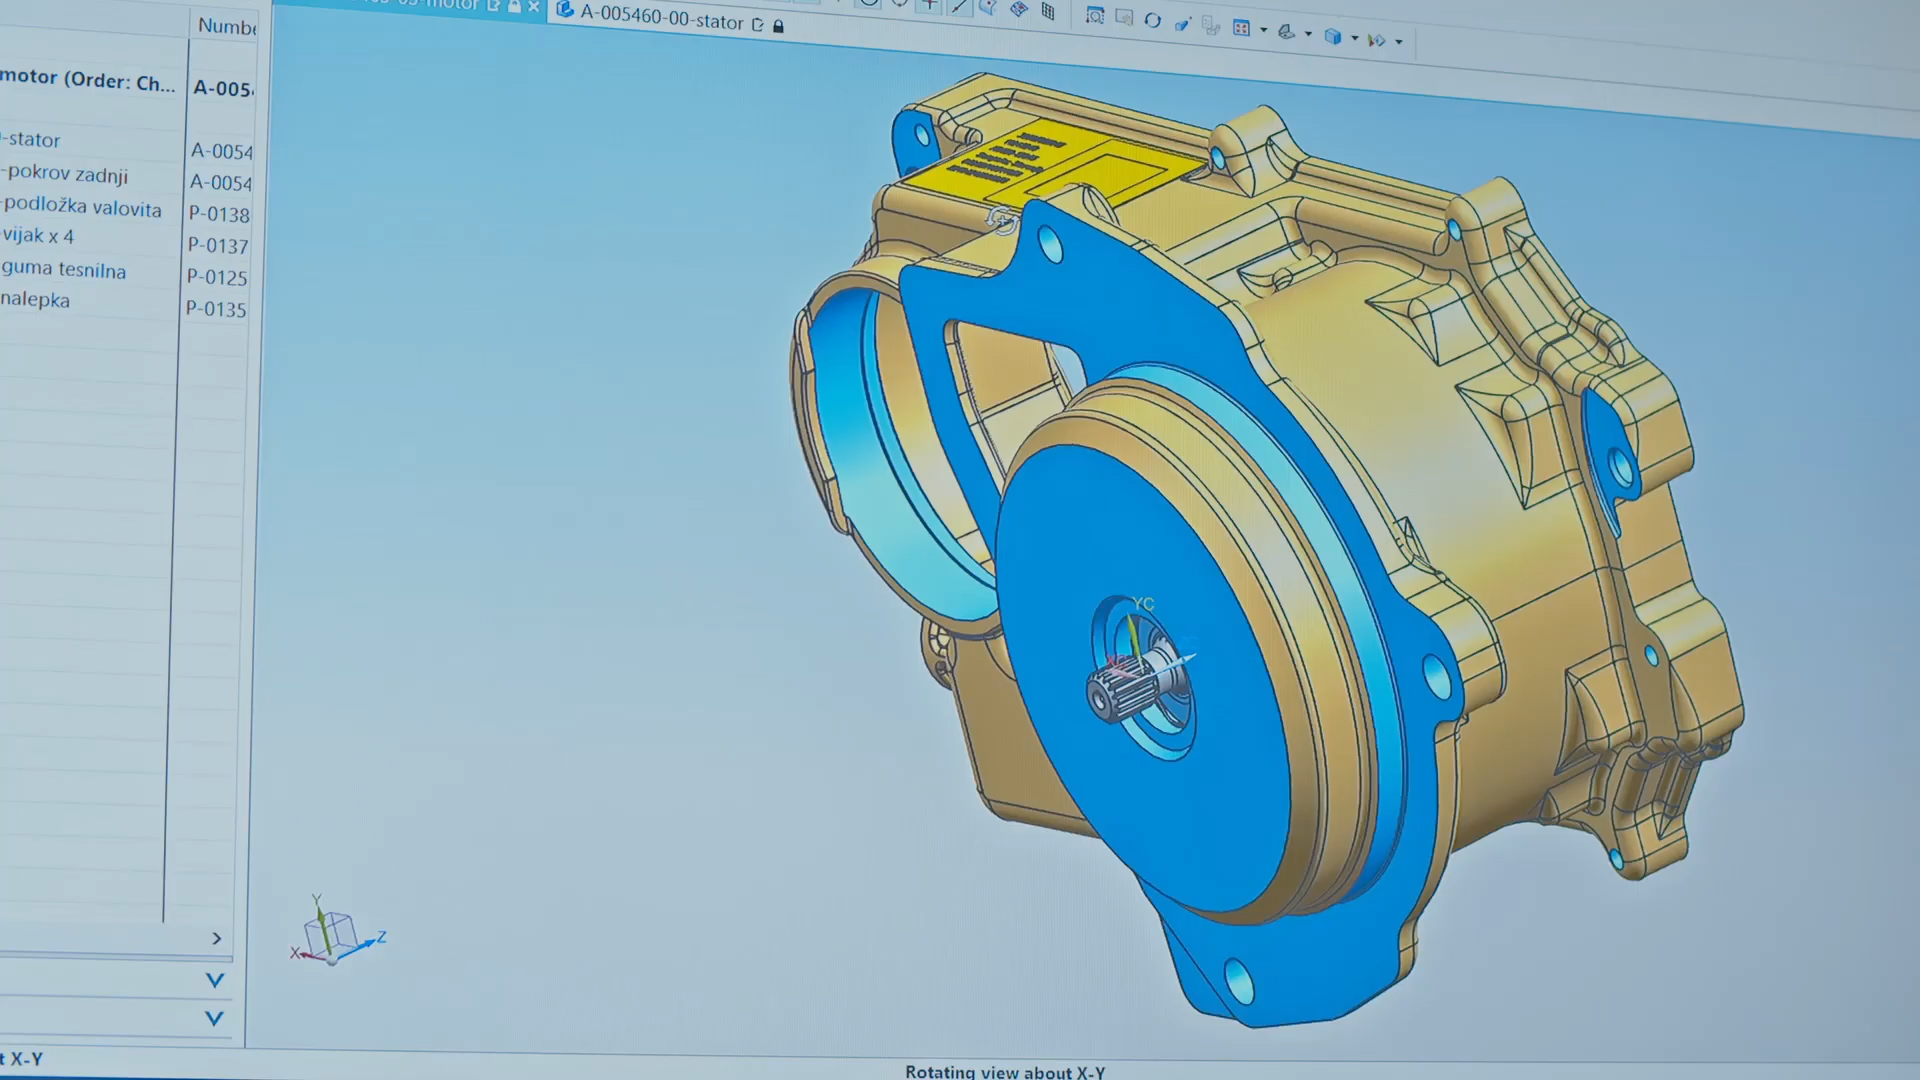 A-005460-00-stator
Numbe
motor (Order: Ch... A-005
-stator A-0054
-pokrov zadnji A-0054
-podložka valovita P-0138
-vijak x 4 P-0137
guma tesnilna P-0125
nalepka P-0135
YC
Y
X
Z
t X-Y
Rotating view about X-Y